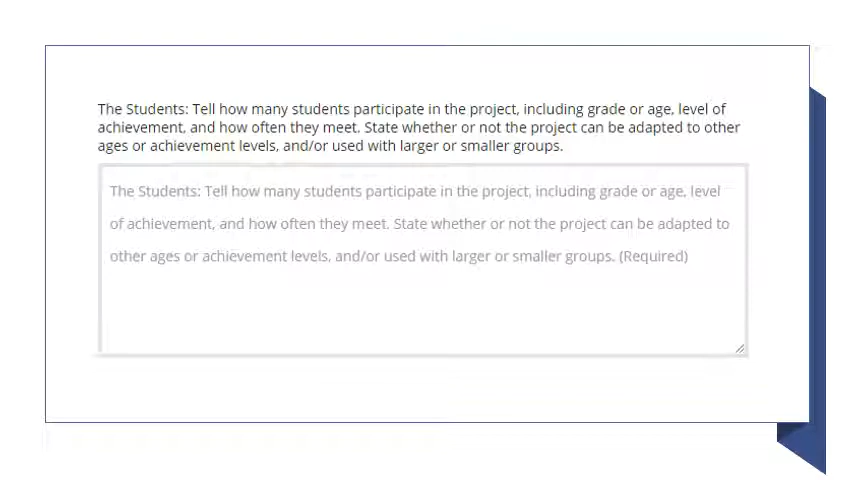 The Students: Tell how many students participate in the project, including grade or age, level of
achievement, and how often they meet. State whether or not the project can be adapted to other
ages or achievement levels, and/or used with larger or smaller groups.
The Students: Tell how many students participate in the project, including grade or age, level
of achievement, and how often they meet. State whether or not the project can be adapted to
other ages or achievement levels, and/or used with larger or smaller groups. (Required)